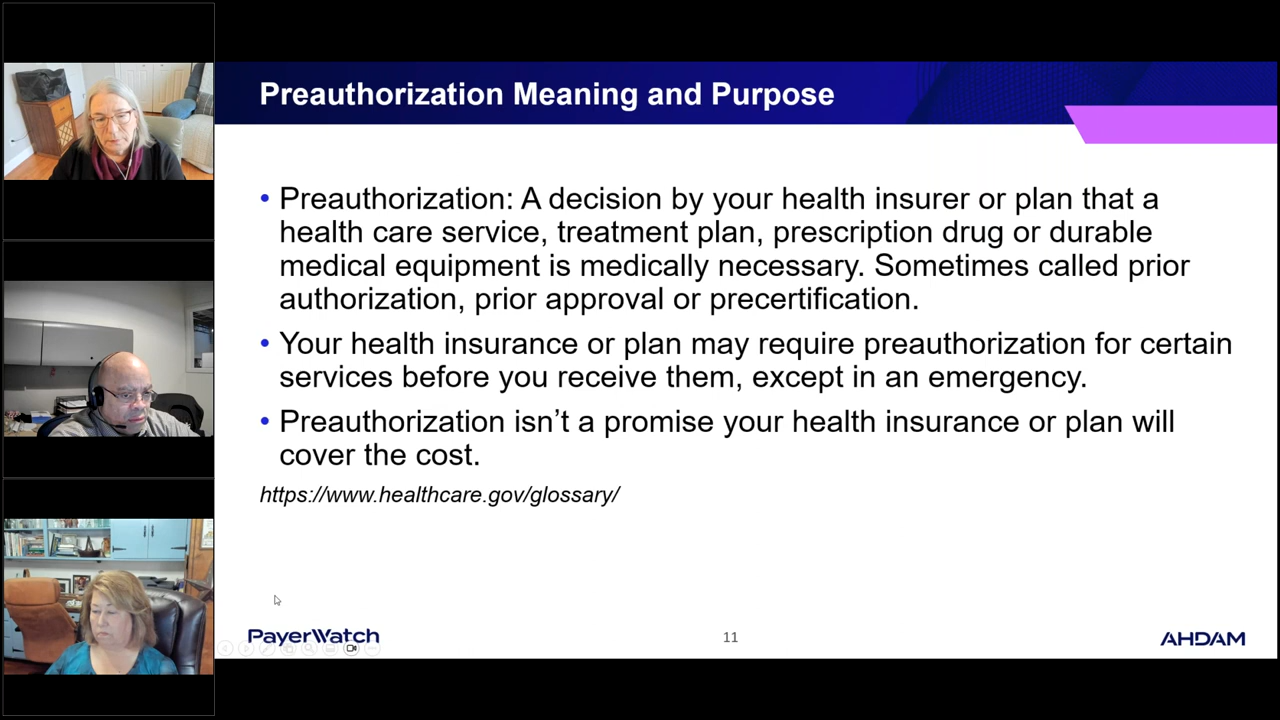 Preauthorization Meaning and Purpose
• Preauthorization: A decision by your health insurer or plan that a
health care service, treatment plan, prescription drug or durable
medical equipment is medically necessary. Sometimes called prior
authorization, prior approval or precertification.
• Your health insurance or plan may require preauthorization for certain
services before you receive them, except in an emergency.
• Preauthorization isn’t a promise your health insurance or plan will
cover the cost.
https://www.healthcare.gov/glossary/
PayerWatch
11
AHDAM